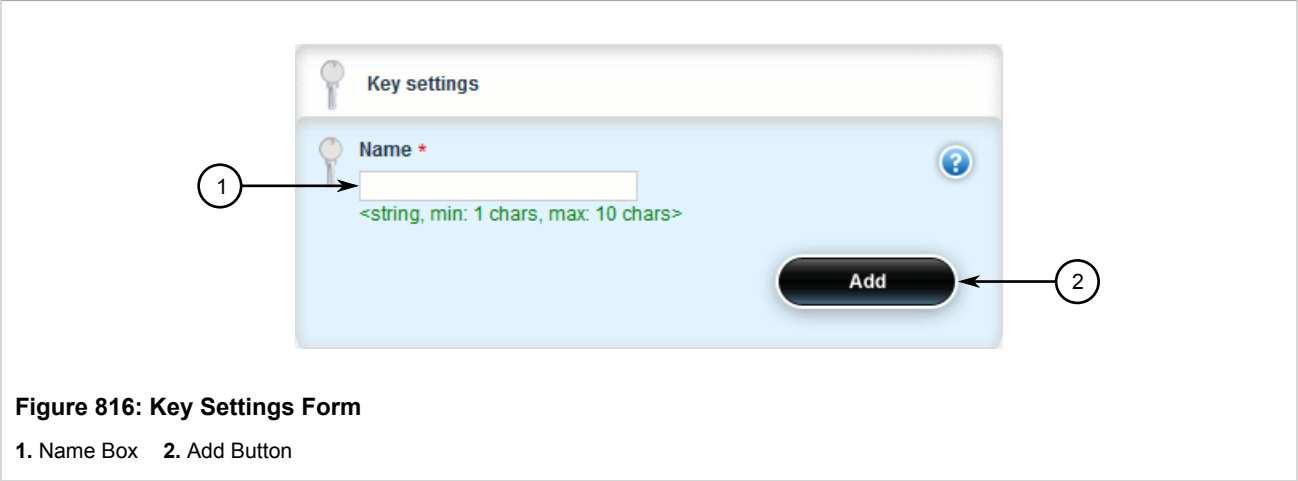 Key settings
Name *
1
<string, min: 1 chars, max: 10 chars>
?
Add
2
Figure 816: Key Settings Form
1. Name Box 2. Add Button